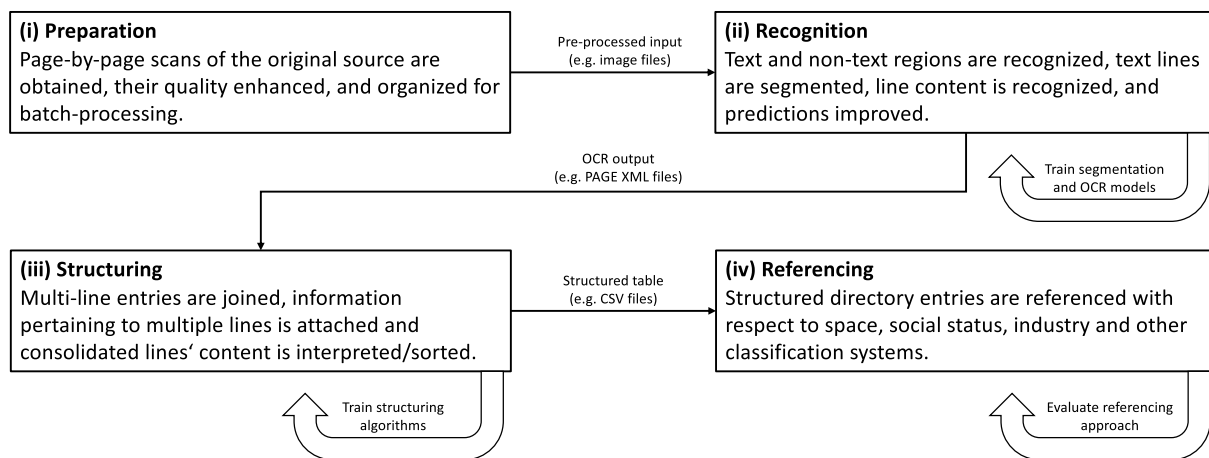 (i) Preparation
Page-by-page scans of the original source are
obtained, their quality enhanced, and organized for
batch-processing.
Pre-processed input
(e.g. image files)
(ii) Recognition
Text and non-text regions are recognized, text lines
are segmented, line content is recognized, and
predictions improved.
Train segmentation
and OCR models
OCR output
(e.g. PAGE XML files)
(iii) Structuring
Multi-line entries are joined, information
pertaining to multiple lines is attached and
consolidated lines‘ content is interpreted/sorted.
Train structuring
algorithms
Structured table
(e.g. CSV files)
(iv) Referencing
Structured directory entries are referenced with
respect to space, social status, industry and other
classification systems.
Evaluate referencing
approach